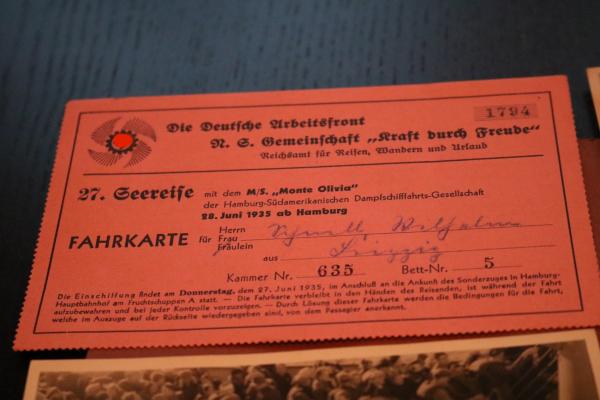 Die Deutsche Arbeitsfront 1794
N. S. Gemeinschaft „Kraft durch Freude“
Reichsamt für Reisen, Wandern und Urlaub
27. Seereise mit dem M/S. „Monte Olivia“
der Hamburg-Südamerikanischen Dampfschifffahrts-Gesellschaft
28. Juni 1935 ab Hamburg
FAHRKARTE für Herrn
Frau
Fräulein
Wilhelm
aus Leipzig
Kammer Nr. 635 Bett-Nr. 5
Die Einschiffung findet am Donnerstag, dem 27. Juni 1935, im Anschluß an die Ankunft des Sonderzuges in Hamburg-
Hauptbahnhof am Fruchtschuppen A statt. — Die Fahrkarte verbleibt in den Händen des Reisenden, ist während der Fahrt
aufzubewahren und bei jeder Kontrolle vorzuzeigen. — Durch Lösung dieser Fahrkarte werden die Bedingungen für die Fahrt,
welche im Auszuge auf der Rückseite wiedergegeben sind, von dem Passagier anerkannt.